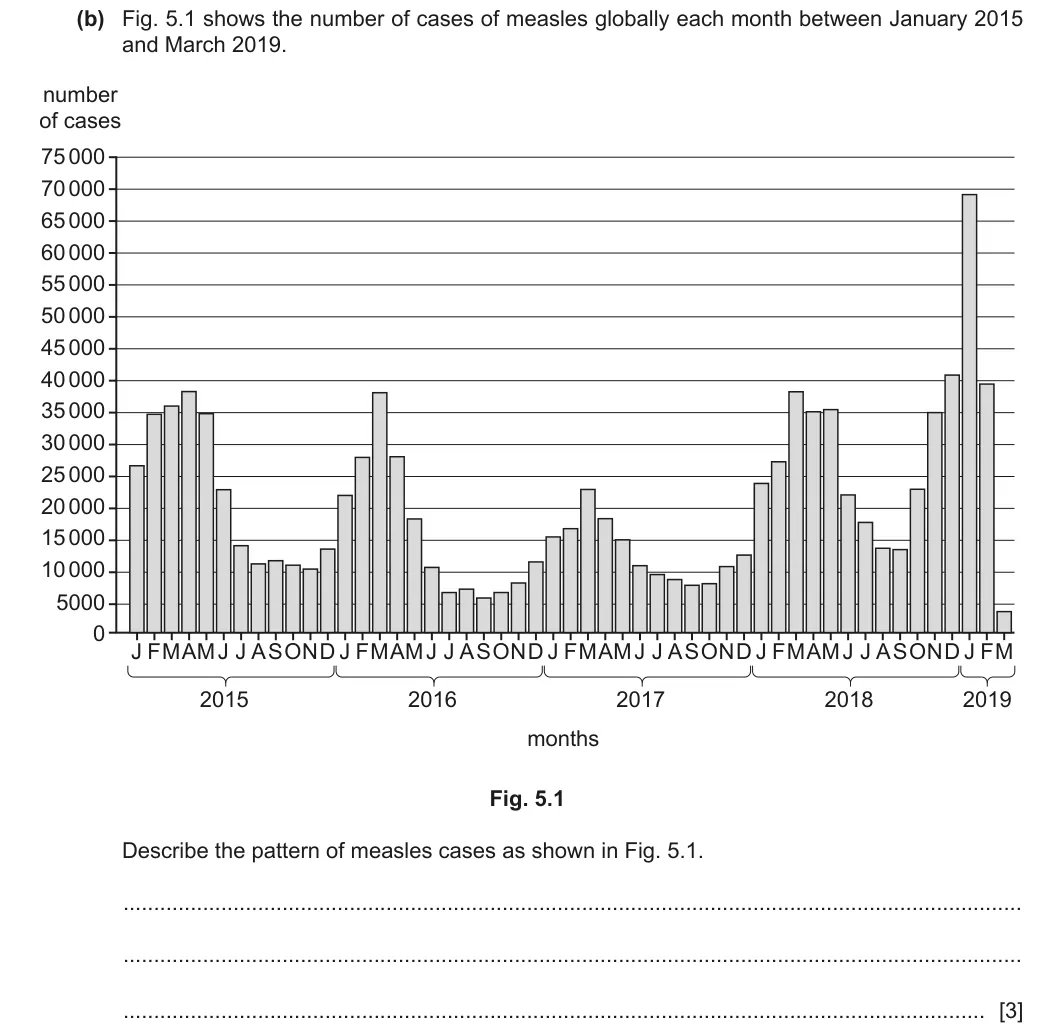 (b) Fig. 5.1 shows the number of cases of measles globally each month between January 2015
and March 2019.
number
of cases
75 000
70 000
65 000
60 000
55 000
50 000
45 000
40 000
35 000
30 000
25 000
20 000
15 000
10 000
5000
0
J F M A M J J A S O N D J F M A M J J A S O N D J F M A M J J A S O N D J F M A M J J A S O N D J F M
2015 2016 2017 2018 2019
months
Fig. 5.1
Describe the pattern of measles cases as shown in Fig. 5.1.
..........................................................................................................................................................
..........................................................................................................................................................
.................................................................................................................................................... [3]